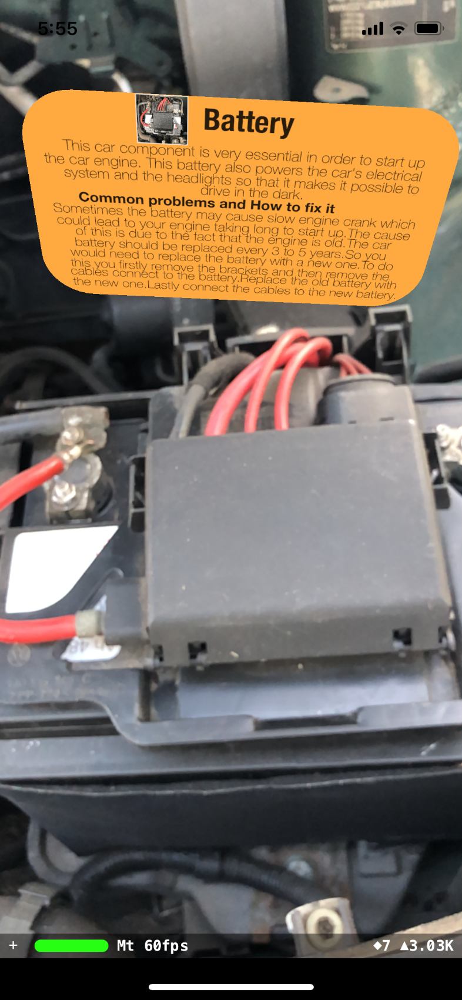 5:55
Battery
This car component is very essential in order to start up
the car engine. This battery also powers the car's electrical
system and the headlights so that it makes it possible to
drive in the dark.
Common problems and How to fix it
Sometimes the battery may cause slow engine crank which
could lead to your engine taking long to start up.The cause
of this is due to the fact that the engine is old.The car
battery should be replaced every 3 to 5 years.So you
would need to replace the battery with a new one.To do
this you firstly remove the brackets and then remove the
cables connect to the battery.Replace the old battery with
the new one.Lastly connect the cables to the new battery.
+ Mt 60fps ◆7 ▲3.03K